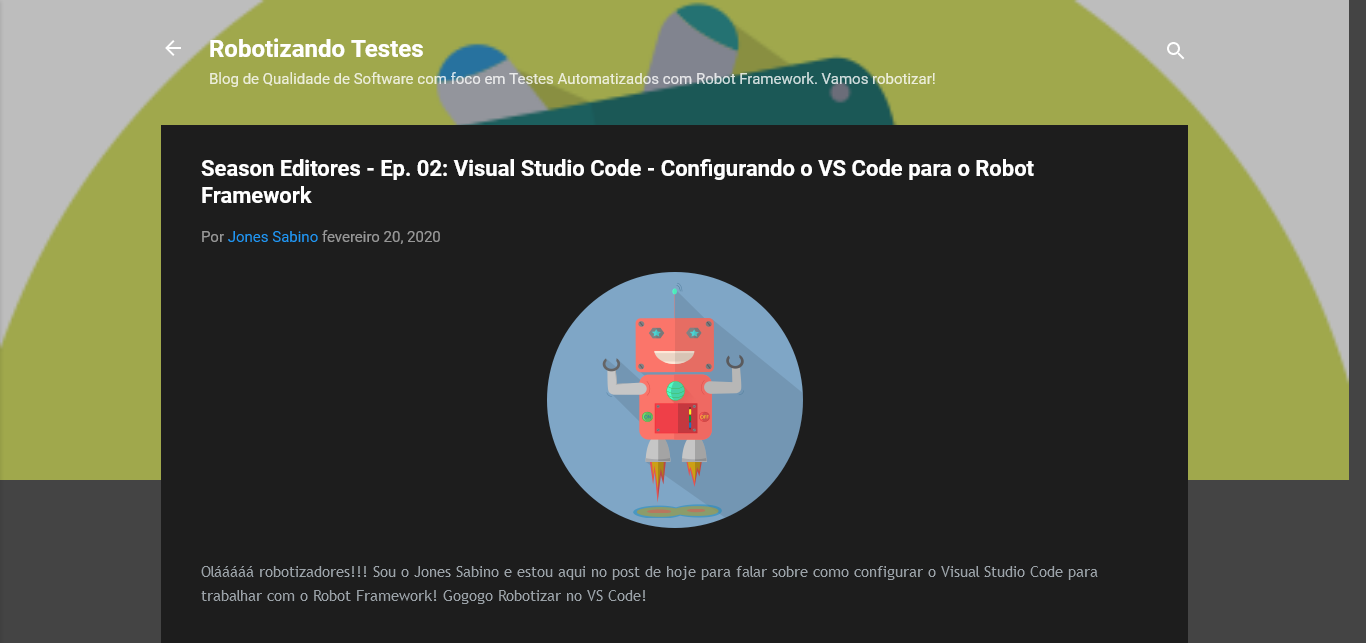 Robotizando Testes
Blog de Qualidade de Software com foco em Testes Automatizados com Robot Framework. Vamos robotizar!
Season Editores - Ep. 02: Visual Studio Code - Configurando o VS Code para o Robot
Framework
Por Jones Sabino fevereiro 20, 2020
Olááááá robotizadores!!! Sou o Jones Sabino e estou aqui no post de hoje para falar sobre como configurar o Visual Studio Code para
trabalhar com o Robot Framework! Gogogo Robotizar no VS Code!